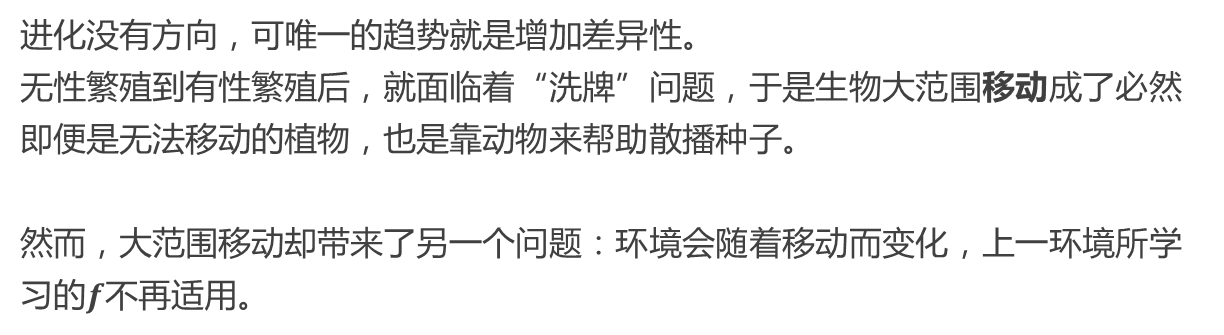 进化没有方向，可唯一的趋势就是增加差异性。
无性繁殖到有性繁殖后，就面临着“洗牌”问题，于是生物大范围移动成了必然
即便是无法移动的植物，也是靠动物来帮助散播种子。
然而，大范围移动却带来了另一个问题：环境会随着移动而变化，上一环境所学
习的f不再适用。